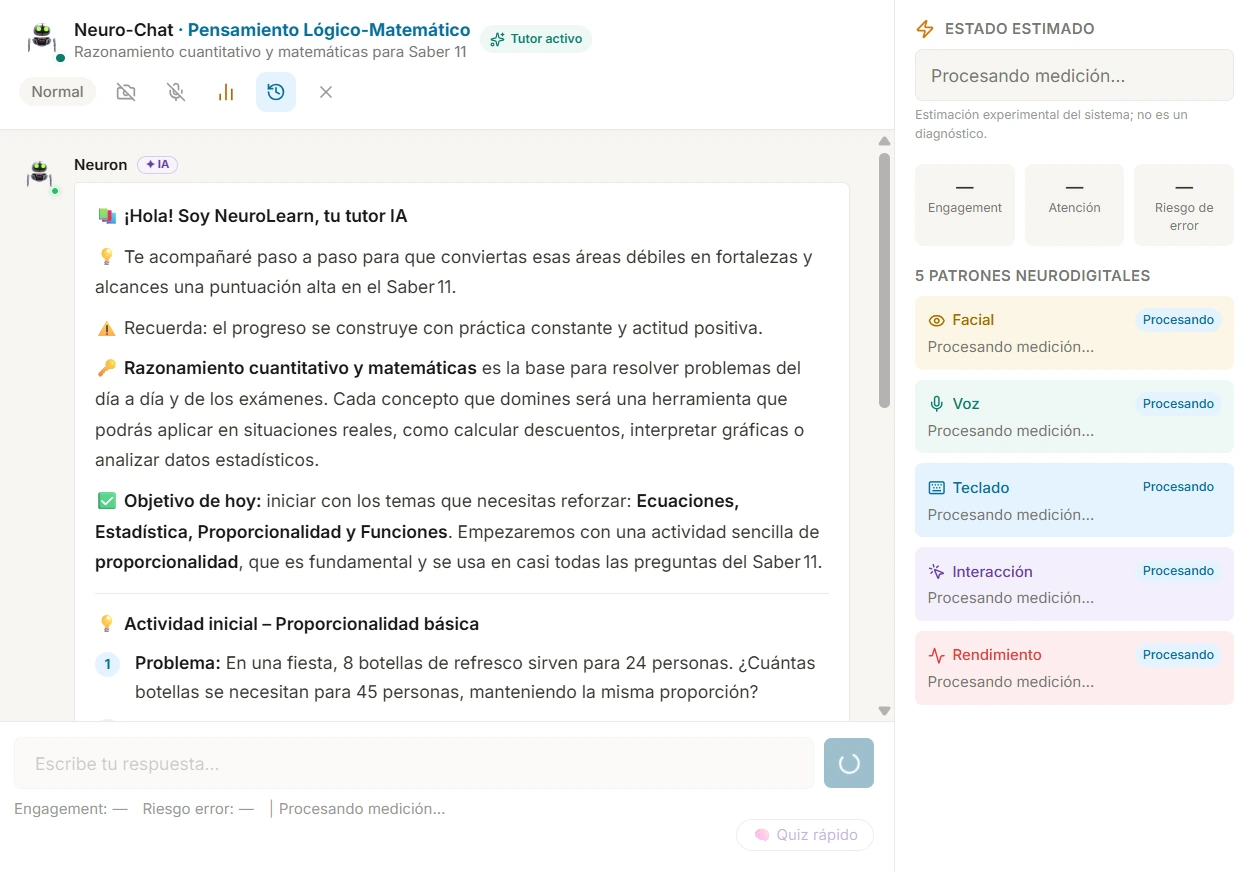 Neuro-Chat · Pensamiento Lógico-Matemático
Razonamiento cuantitativo y matemáticas para Saber 11
Tutor activo
Normal
Neuron
IA
¡Hola! Soy NeuroLearn, tu tutor IA
Te acompañaré paso a paso para que conviertas esas áreas débiles en fortalezas y
alcances una puntuación alta en el Saber 11.
Recuerda: el progreso se construye con práctica constante y actitud positiva.
Razonamiento cuantitativo y matemáticas es la base para resolver problemas del
día a día y de los exámenes. Cada concepto que domines será una herramienta que
podrás aplicar en situaciones reales, como calcular descuentos, interpretar gráficas o
analizar datos estadísticos.
Objetivo de hoy: iniciar con los temas que necesitas reforzar: Ecuaciones,
Estadística, Proporcionalidad y Funciones. Empezaremos con una actividad sencilla de
proporcionalidad, que es fundamental y se usa en casi todas las preguntas del Saber 11.
Actividad inicial – Proporcionalidad básica
1 Problema: En una fiesta, 8 botellas de refresco sirven para 24 personas. ¿Cuántas
botellas se necesitan para 45 personas, manteniendo la misma proporción?
Escribe tu respuesta...
Engagement: — Riesgo error: — | Procesando medición...
Quiz rápido
ESTADO ESTIMADO
Procesando medición...
Estimación experimental del sistema; no es un
diagnóstico.
— — —
Engagement Atención Riesgo de
error
5 PATRONES NEURODIGITALES
Facial Procesando
Procesando medición...
Voz Procesando
Procesando medición...
Teclado Procesando
Procesando medición...
Interacción Procesando
Procesando medición...
Rendimiento Procesando
Procesando medición...